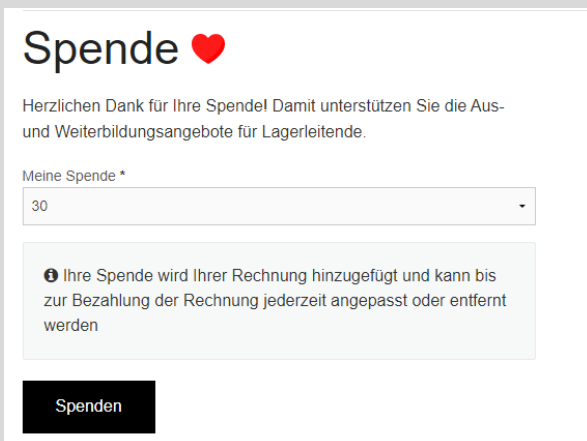 Spende ❤
Herzlichen Dank für Ihre Spende! Damit unterstützen Sie die Aus-
und Weiterbildungsangebote für Lagerleitende.
Meine Spende *
30
Ihre Spende wird Ihrer Rechnung hinzugefügt und kann bis
zur Bezahlung der Rechnung jederzeit angepasst oder entfernt
werden
Spenden